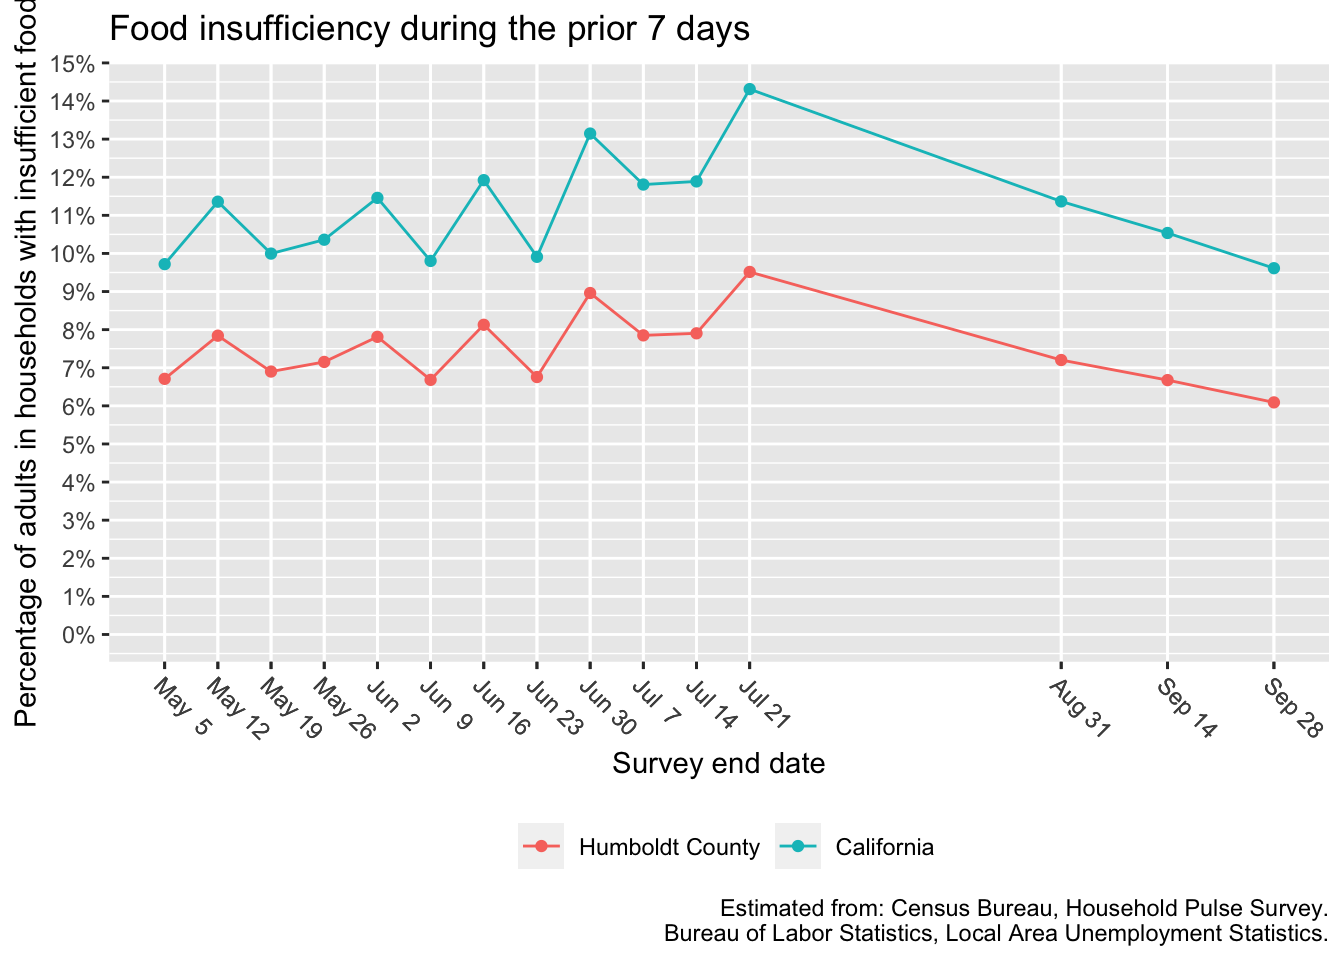 Food insufficiency during the prior 7 days
Percentage of adults in households with insufficient food
15%
14%
13%
12%
11%
10%
9%
8%
7%
6%
5%
4%
3%
2%
1%
0%
May 5
May 12
May 19
May 26
Jun 2
Jun 9
Jun 16
Jun 23
Jun 30
Jul 7
Jul 14
Jul 21
Aug 31
Sep 14
Sep 28
Survey end date
Humboldt County
California
Estimated from: Census Bureau, Household Pulse Survey.
Bureau of Labor Statistics, Local Area Unemployment Statistics.